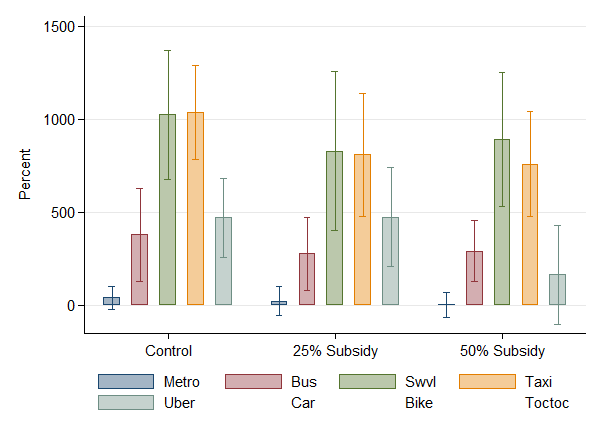 1500
1000
500
0
Percent
Control 25% Subsidy 50% Subsidy
Metro Bus Swvl Taxi
Uber Car Bike Toctoc